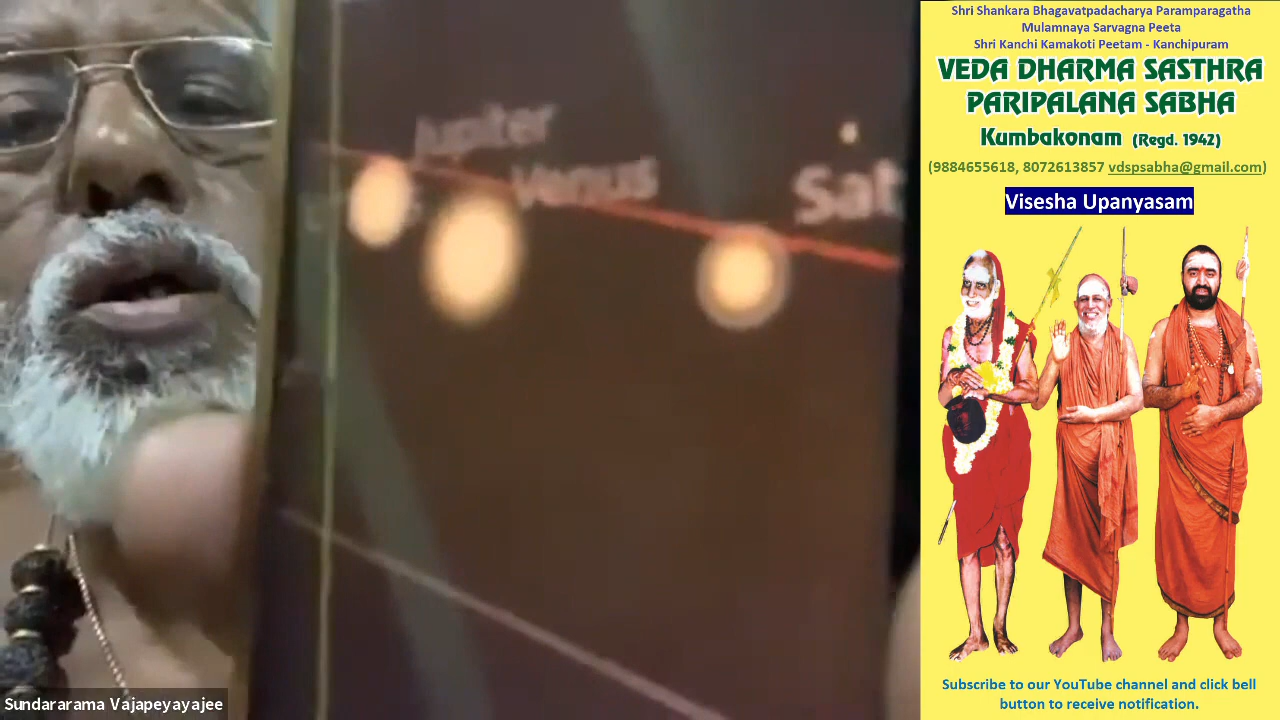 Jupiter
Venus
Sat
Sundararama Vajapeyayajee
Shri Shankara Bhagavatpadacharya Paramparagatha
Mulamnaya Sarvagna Peeta
Shri Kanchi Kamakoti Peetam - Kanchipuram
VEDA DHARMA SASTHRA
PARIPALANA SABHA
Kumbakonam (Regd. 1942)
(9884655618, 8072613857 vdspsabha@gmail.com)
Visesha Upanyasam
Subscribe to our YouTube channel and click bell
button to receive notification.